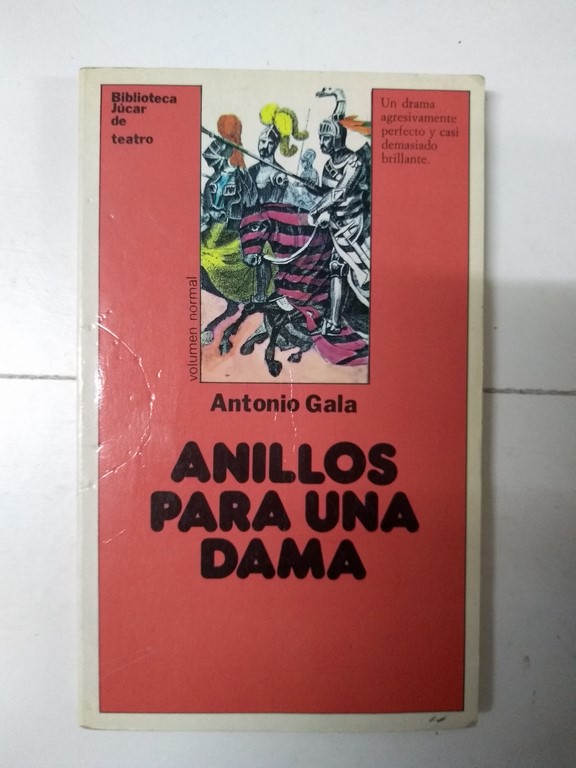 Biblioteca
Júcar
de
teatro
Un drama
agresivamente
perfecto y casi
demasiado
brillante.
volumen normal
Antonio Gala
ANILLOS
PARA UNA
DAMA